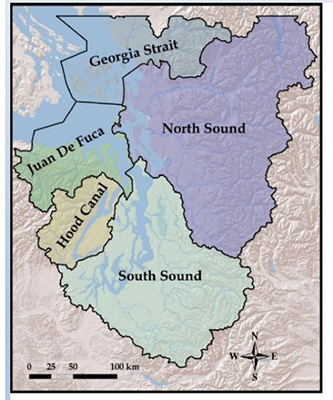 Georgia Strait
North Sound
Juan De Fuca
Hood Canal
South Sound
N
W E
S
0 25 50 100 km